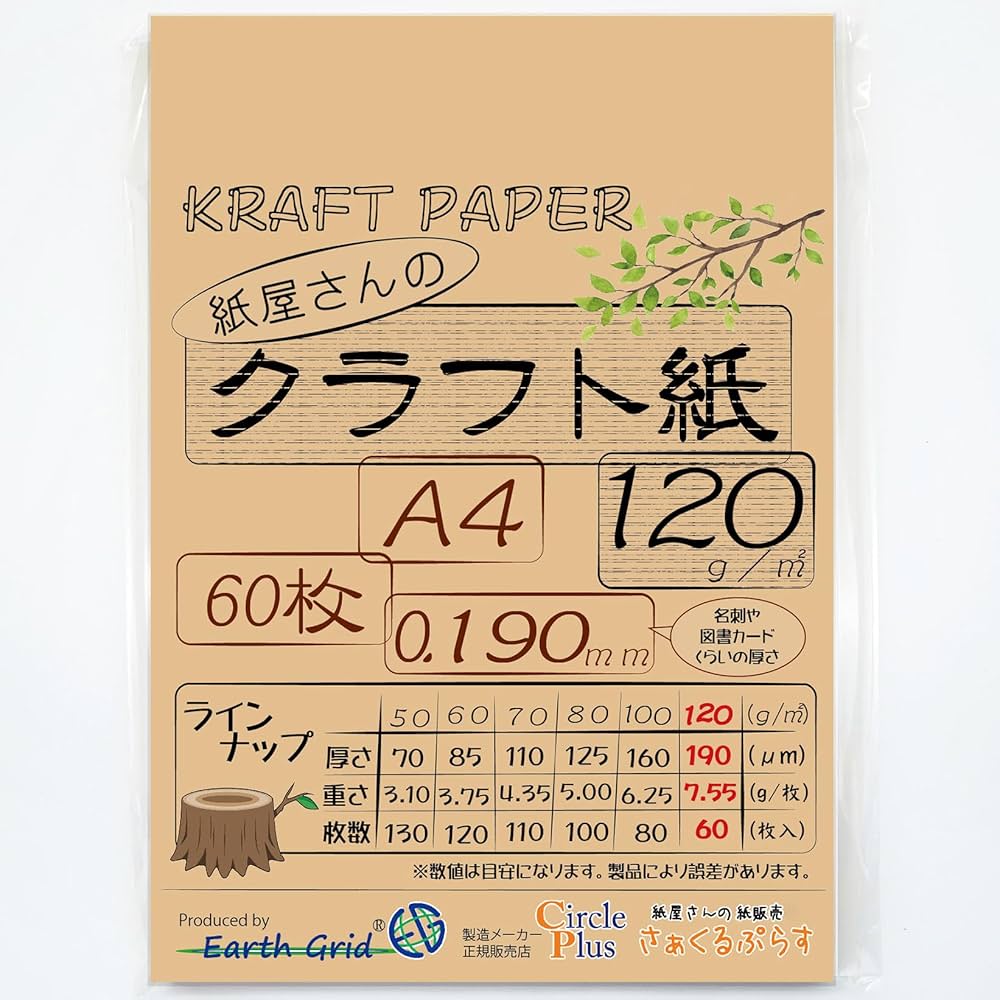 KRAFT PAPER
紙屋さんの
クラフト紙
A4
120
g/㎡
60枚
0.190mm
名刺や
図書カード
くらいの厚さ
ライン
ナップ
50 60 70 80 100 120 (g/㎡)
厚さ 70 85 110 125 160 190 (μm)
重さ 3.10 3.75 4.35 5.00 6.25 7.55 (g/枚)
枚数 130 120 110 100 80 60 (枚入)
※数値は目安になります。製品により誤差があります。
Produced by
Earth Grid® EG
製造メーカー
正規販売店
Circle
Plus
紙屋さんの紙販売
さぁくるぷらす